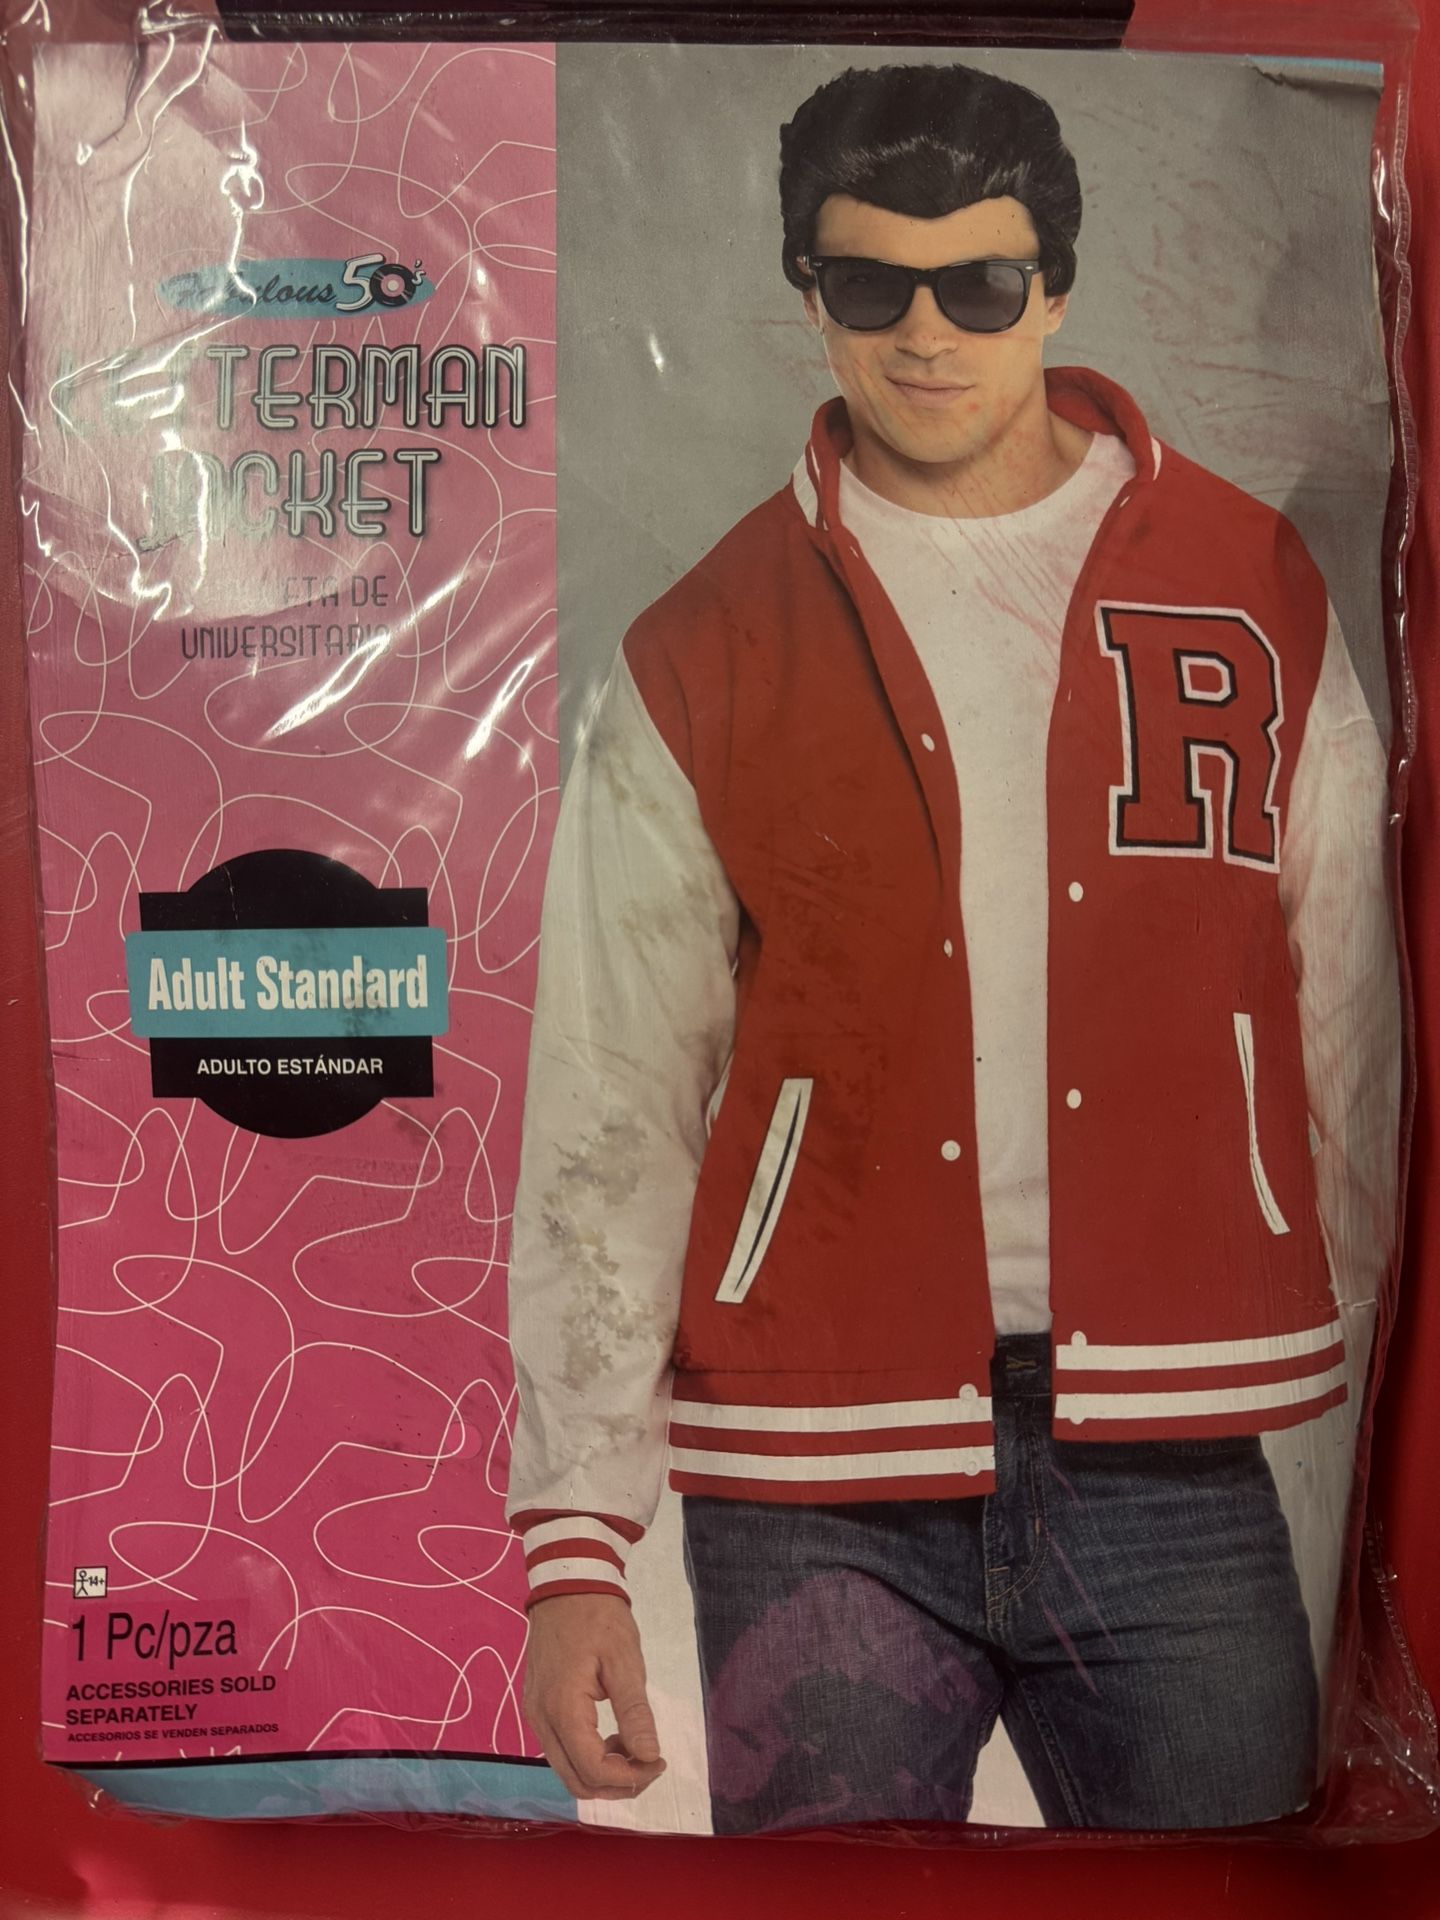 Fabulous 50's
LETTERMAN
JACKET
DE
UNIVERSITARIO
Adult Standard
ADULTO ESTÁNDAR
14+
1 Pc/pza
ACCESSORIES SOLD
SEPARATELY
ACCESORIOS SE VENDEN SEPARADOS
R